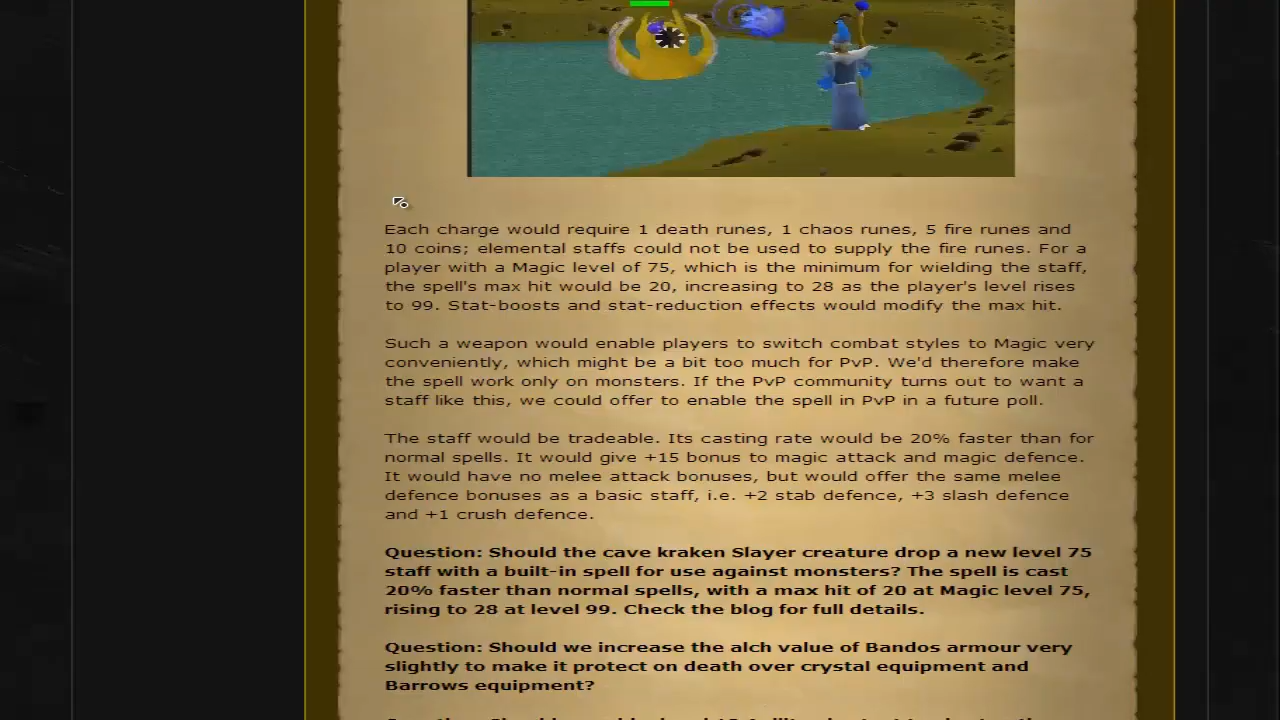 Each charge would require 1 death runes, 1 chaos runes, 5 fire runes and
10 coins; elemental staffs could not be used to supply the fire runes. For a
player with a Magic level of 75, which is the minimum for wielding the staff,
the spell's max hit would be 20, increasing to 28 as the player's level rises
to 99. Stat-boosts and stat-reduction effects would modify the max hit.
Such a weapon would enable players to switch combat styles to Magic very
conveniently, which might be a bit too much for PvP. We'd therefore make
the spell work only on monsters. If the PvP community turns out to want a
staff like this, we could offer to enable the spell in PvP in a future poll.
The staff would be tradeable. Its casting rate would be 20% faster than for
normal spells. It would give +15 bonus to magic attack and magic defence.
It would have no melee attack bonuses, but would offer the same melee
defence bonuses as a basic staff, i.e. +2 stab defence, +3 slash defence
and +1 crush defence.
Question: Should the cave kraken Slayer creature drop a new level 75
staff with a built-in spell for use against monsters? The spell is cast
20% faster than normal spells, with a max hit of 20 at Magic level 75,
rising to 28 at level 99. Check the blog for full details.
Question: Should we increase the alch value of Bandos armour very
slightly to make it protect on death over crystal equipment and
Barrows equipment?